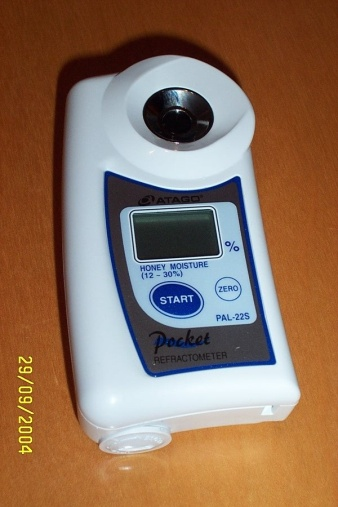 ATAGO
%
HONEY MOISTURE
(12 - 30%)
START
ZERO
PAL-22S
Pocket
REFRACTOMETER
29/09/2004